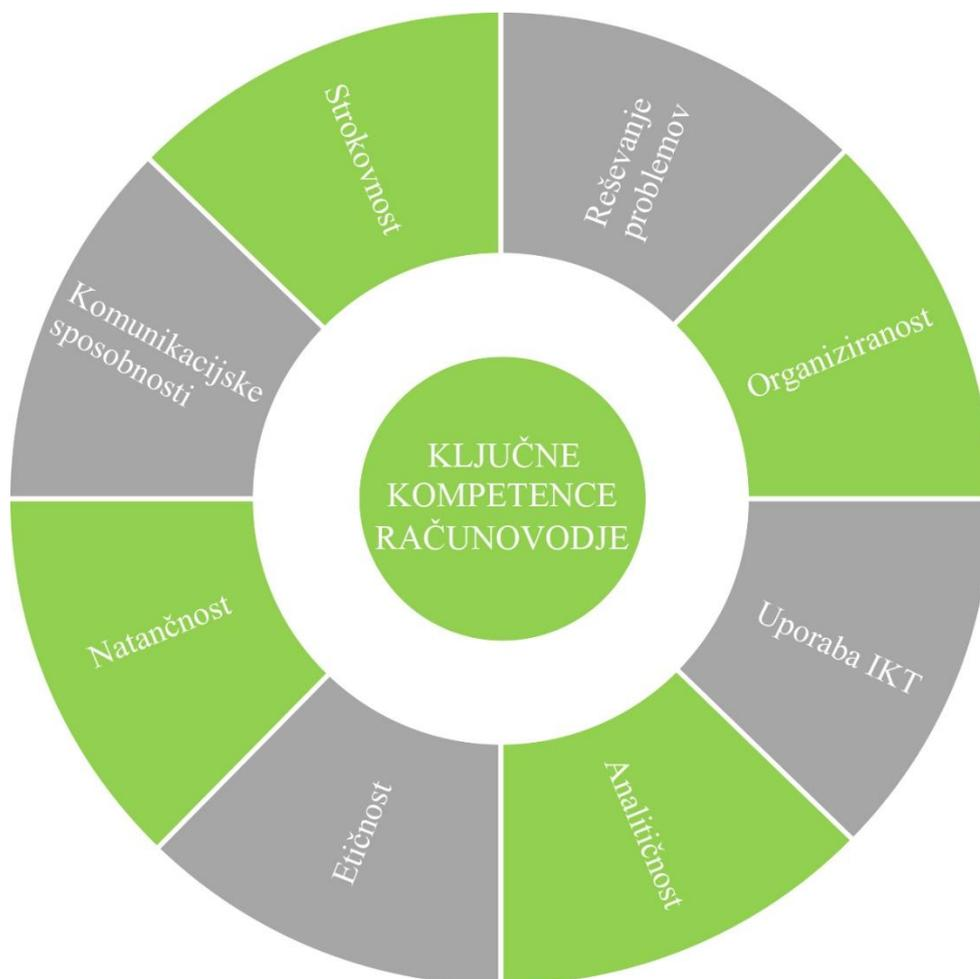 Reševanje
problemov
Organiziranost
Uporaba IKT
Analitičnost
Etičnost
Natančnost
Komunikacijske
sposobnosti
Strokovnost
KLJUČNE
KOMPETENCE
RAČUNOVODJE